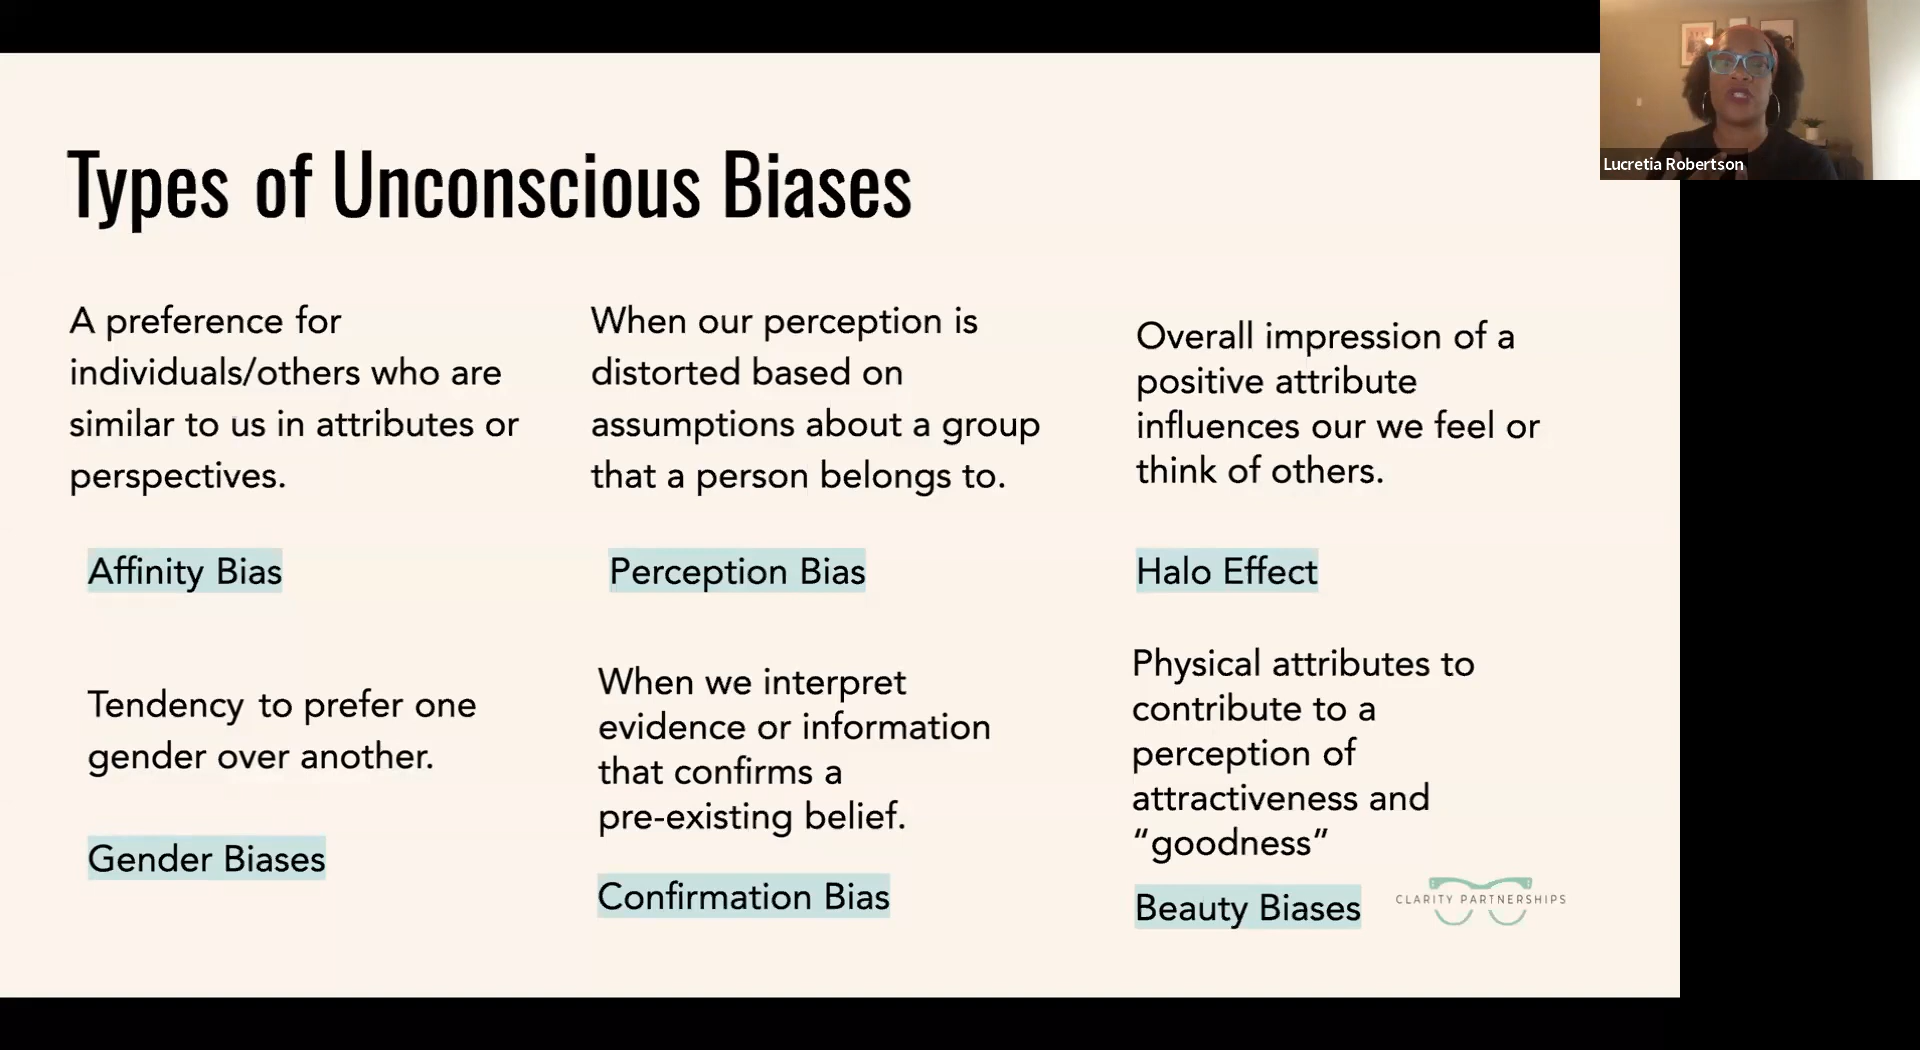 Types of Unconscious Biases
A preference for
individuals/others who are
similar to us in attributes or
perspectives.
Affinity Bias
When our perception is
distorted based on
assumptions about a group
that a person belongs to.
Perception Bias
Overall impression of a
positive attribute
influences our we feel or
think of others.
Halo Effect
Tendency to prefer one
gender over another.
Gender Biases
When we interpret
evidence or information
that confirms a
pre-existing belief.
Confirmation Bias
Physical attributes to
contribute to a
perception of
attractiveness and
“goodness”
Beauty Biases
CLARITY PARTNERSHIPS
Lucretia Robertson